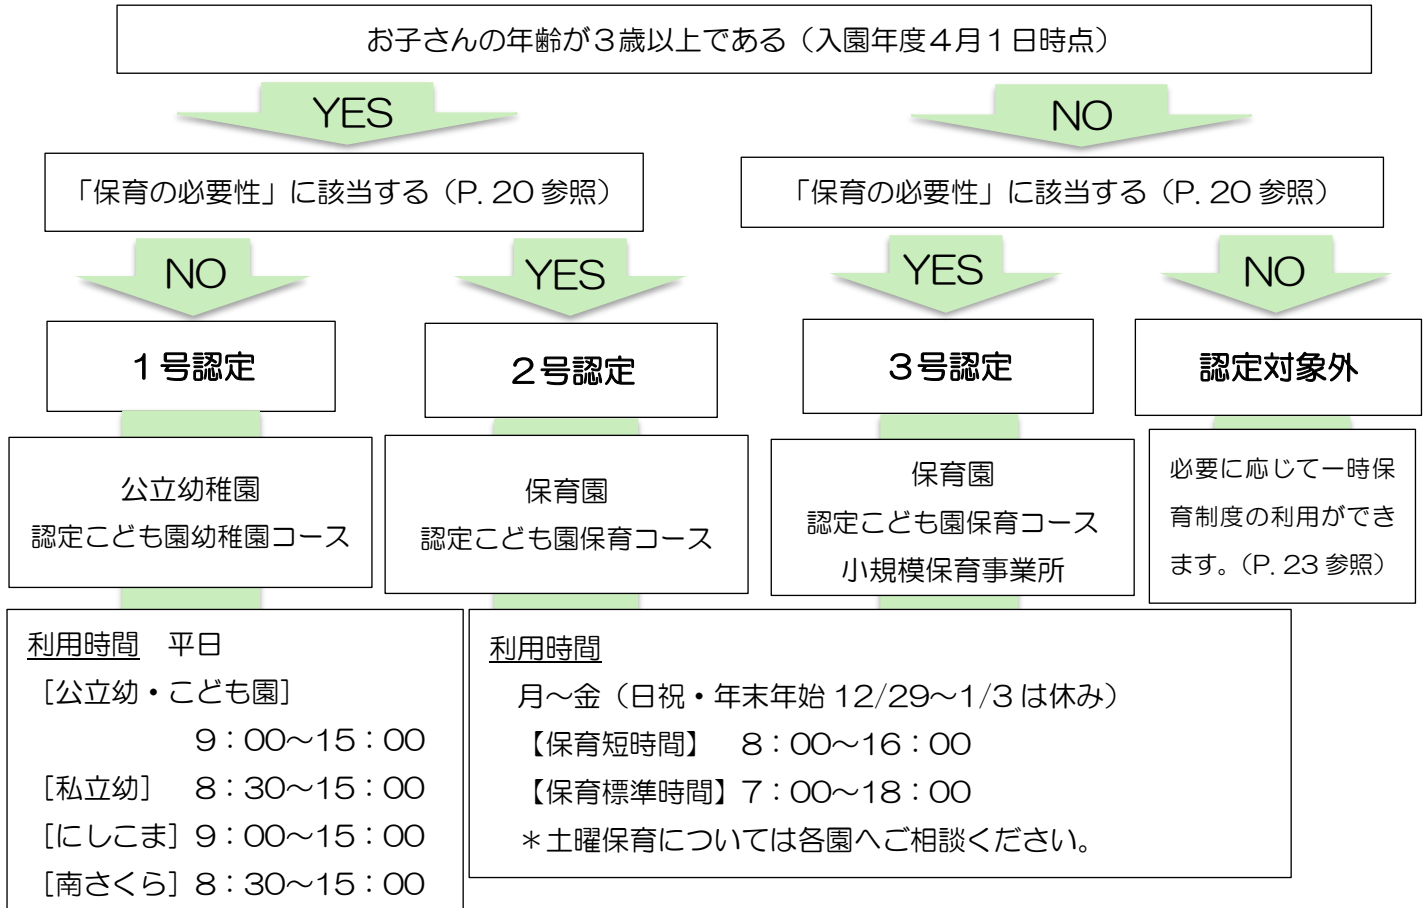 お子さんの年齢が３歳以上である（入園年度４月１日時点）
YES
NO
「保育の必要性」に該当する（P. 20 参照）
「保育の必要性」に該当する（P. 20 参照）
NO
YES
YES
NO
１号認定
２号認定
３号認定
認定対象外
公立幼稚園
認定こども園幼稚園コース
保育園
認定こども園保育コース
保育園
認定こども園保育コース
小規模保育事業所
必要に応じて一時保
育制度の利用ができ
ます。（P. 23 参照）
利用時間　平日
［公立幼・こども園］
９：００～１５：００
［私立幼］　８：３０～１５：００
［にしこま］９：００～１５：００
［南さくら］８：３０～１５：００
利用時間
月～金（日祝・年末年始 12/29～1/3 は休み）
【保育短時間】　８：００～１６：００
【保育標準時間】７：００～１８：００
＊土曜保育については各園へご相談ください。